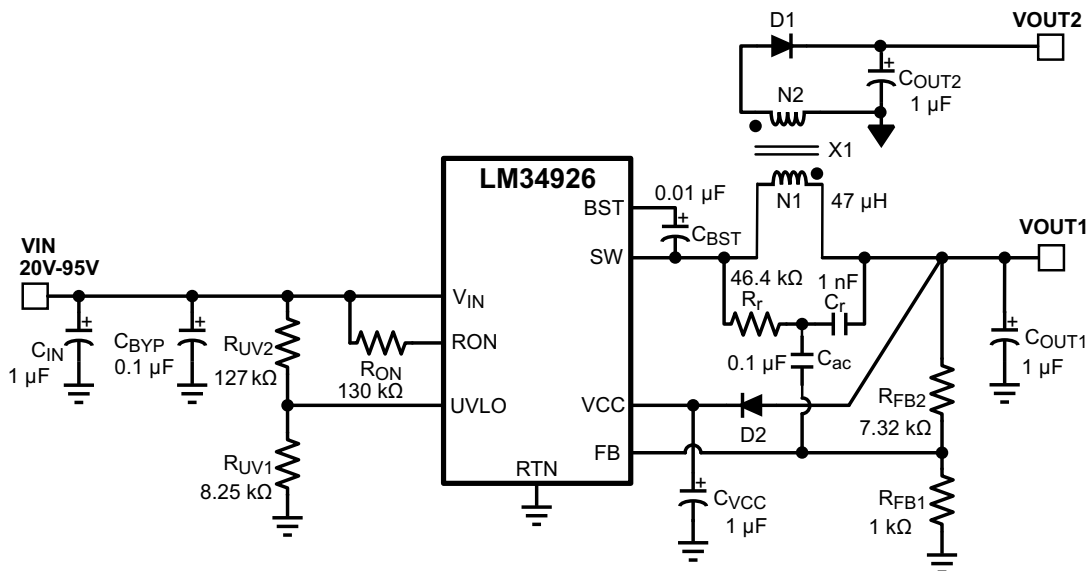 D1
VOUT2
+
COUT2
1 µF
N2
X1
LM34926
0.01 µF
BST
+
CBST
N1
47 µH
VOUT1
SW
VIN
20V-95V
46.4 kΩ
1 nF
Rr
Cr
VIN
+
CIN
1 µF
CBYP
+
0.1 µF
RUV2
127 kΩ
RON
RON
130 kΩ
0.1 µF
Cac
+
COUT1
1 µF
UVLO
VCC
D2
RFB2
7.32 kΩ
FB
RUV1
8.25 kΩ
RTN
+
CVCC
1 µF
RFB1
1 kΩ